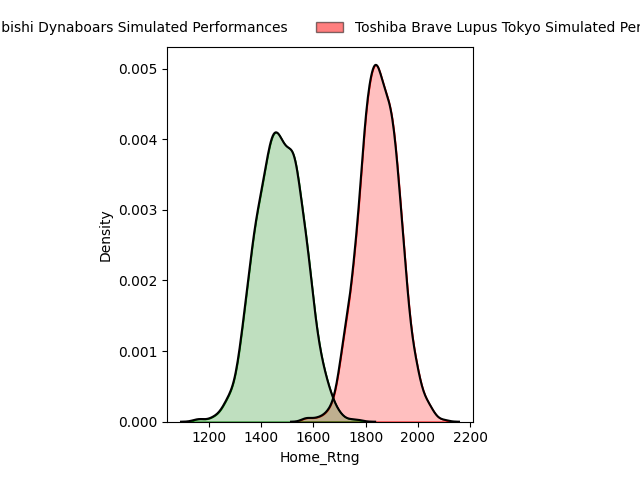 bishi Dynaboars Simulated Performances Toshiba Brave Lupus Tokyo Simulated Per
0.005
0.004
0.003
0.002
0.001
0.000
Density
1200 1400 1600 1800 2000 2200
Home_Rtng